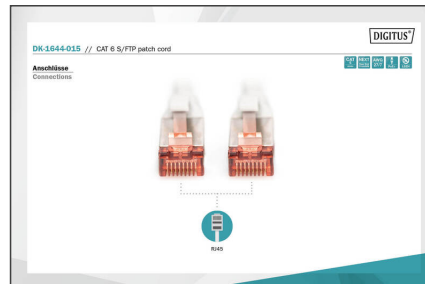 DIGITUS®
DK-1644-015 // CAT 6 S/FTP patch cord
Anschlüsse
Connections
RJ45